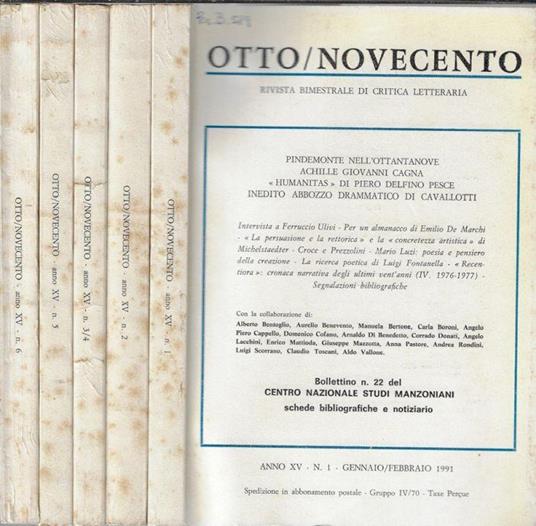 OTTO/NOVECENTO - anno XV - n. 6
OTTO/NOVECENTO - anno XV - n. 5
OTTO/NOVECENTO - anno XV - n. 3/4
OTTO/NOVECENTO - anno XV - n. 2
OTTO/NOVECENTO - anno XV - n. 1
OTTO/NOVECENTO
RIVISTA BIMESTRALE DI CRITICA LETTERARIA
PINDEMONTE NELL'OTTANTANOVE
ACHILLE GIOVANNI CAGNA
« HUMANITAS » DI PIERO DELFINO PESCE
INEDITO ABBOZZO DRAMMATICO DI CAVALLOTTI
Intervista a Ferruccio Ulivi - Per un almanacco di Emilio De Marchi
- « La persuasione e la rettorica » e la « concretezza artistica » di
Michelstaedter - Croce e Prezzolini - Mario Luzi: poesia e pensiero
della creazione - La ricerca poetica di Luigi Fontanella - « Recen-
tiora »: cronaca narrativa degli ultimi vent'anni (IV. 1976-1977) -
Segnalazioni bibliografiche
Con la collaborazione di:
Alberto Bentoglio, Aurelio Benevento, Manuela Bertone, Carla Boroni, Angelo
Piero Cappello, Domenico Cofano, Arnaldo Di Benedetto, Corrado Donati, Angelo
Lacchini, Enrico Mattioda, Giuseppe Mazzotta, Anna Pastore, Andrea Rondini,
Luigi Scorrano, Claudio Toscani, Aldo Vallone.
Bollettino n. 22 del
CENTRO NAZIONALE STUDI MANZONIANI
schede bibliografiche e notiziario
ANNO XV - N. 1 - GENNAIO/FEBBRAIO 1991
Spedizione in abbonamento postale - Gruppo IV/70 - Taxe Perçue